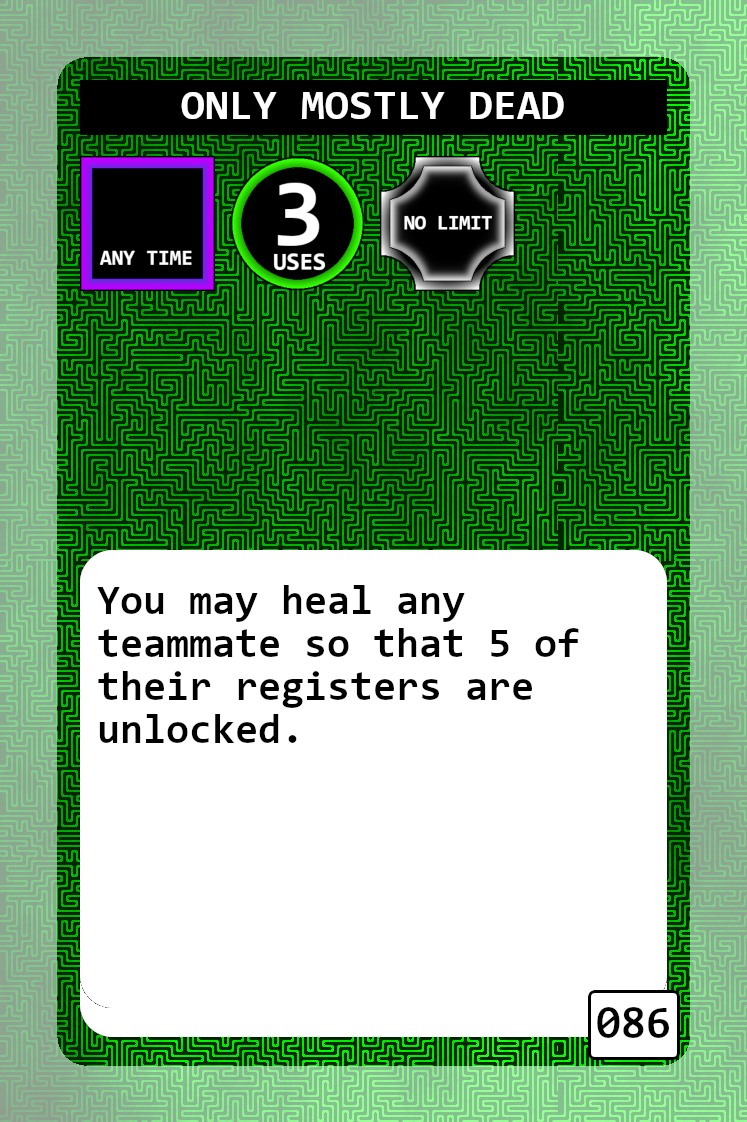 ONLY MOSTLY DEAD
ANY TIME
3
USES
NO LIMIT
You may heal any
teammate so that 5 of
their registers are
unlocked.
086